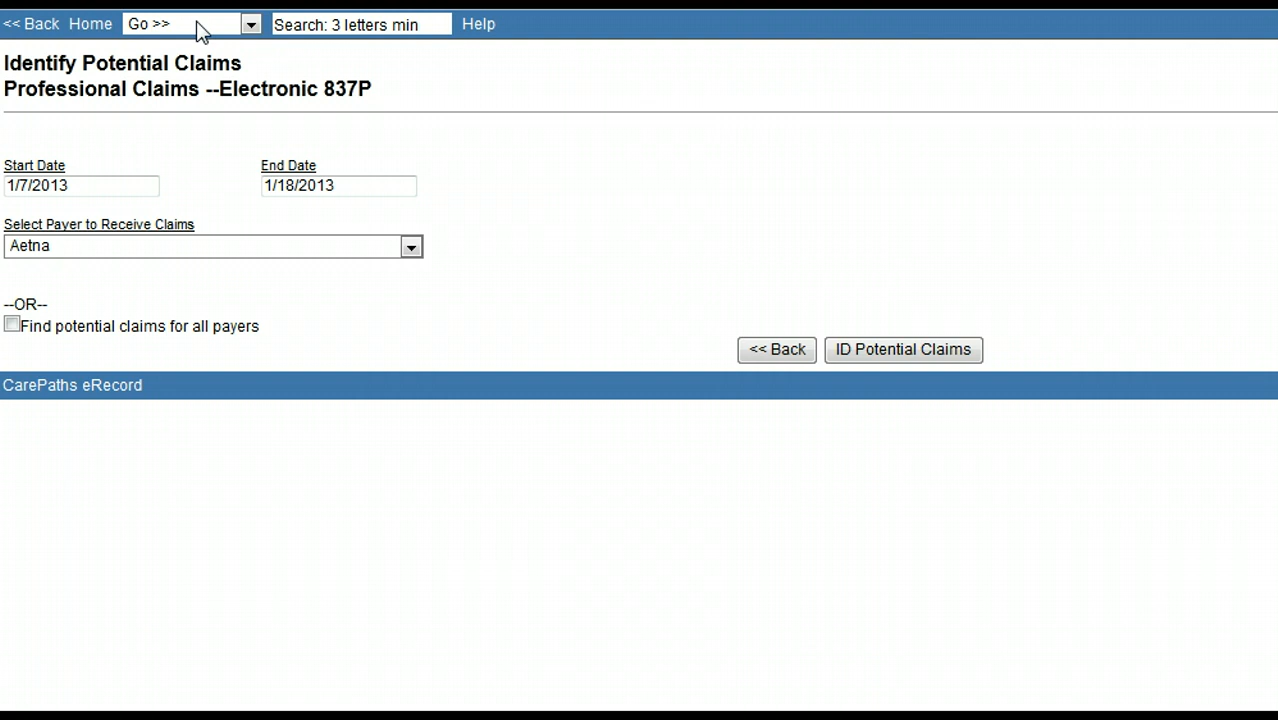 << Back Home Go >> Search: 3 letters min Help
Identify Potential Claims
Professional Claims --Electronic 837P
Start Date End Date
1/7/2013 1/18/2013
Select Payer to Receive Claims
Aetna
--OR--
Find potential claims for all payers
<< Back ID Potential Claims
CarePaths eRecord